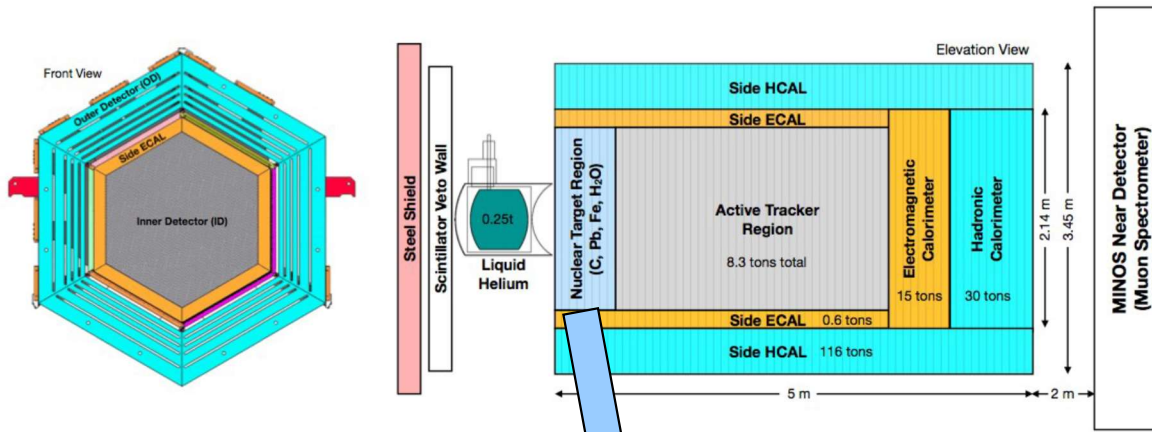 Front View
Outer Detector (OD)
Side ECAL
Inner Detector (ID)
Elevation View
Steel Shield
Scintillator Veto Wall
0.25t
Liquid
Helium
Side HCAL
Side ECAL
Nuclear Target Region
(C, Pb, Fe, H₂O)
Active Tracker
Region
8.3 tons total
Side ECAL 0.6 tons
Side HCAL 116 tons
Electromagnetic
Calorimeter
15 tons
Hadronic
Calorimeter
30 tons
2.14 m
3.45 m
5 m
2 m
MINOS Near Detector
(Muon Spectrometer)